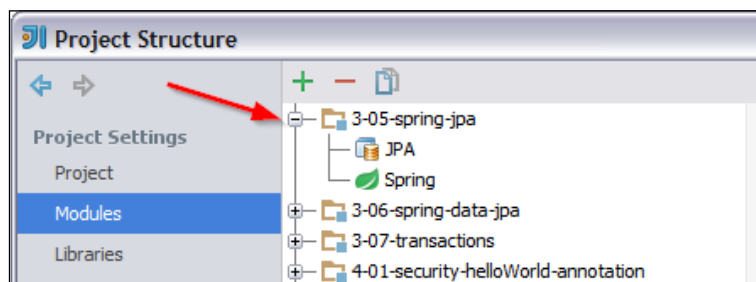 Project Structure
Project Settings
Project
Modules
Libraries
3-05-spring-jpa
JPA
Spring
3-06-spring-data-jpa
3-07-transactions
4-01-security-helloWorld-annotation